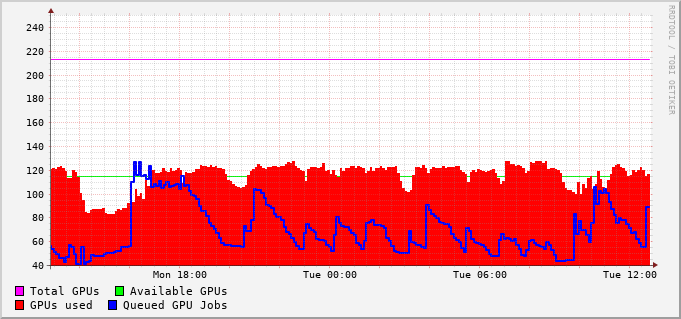 240
220
200
180
160
140
120
100
80
60
40
Mon 18:00 Tue 00:00 Tue 06:00 Tue 12:00
Total GPUs Available GPUs
GPUs used Queued GPU Jobs
RRDTOOL / TOBI OETIKER